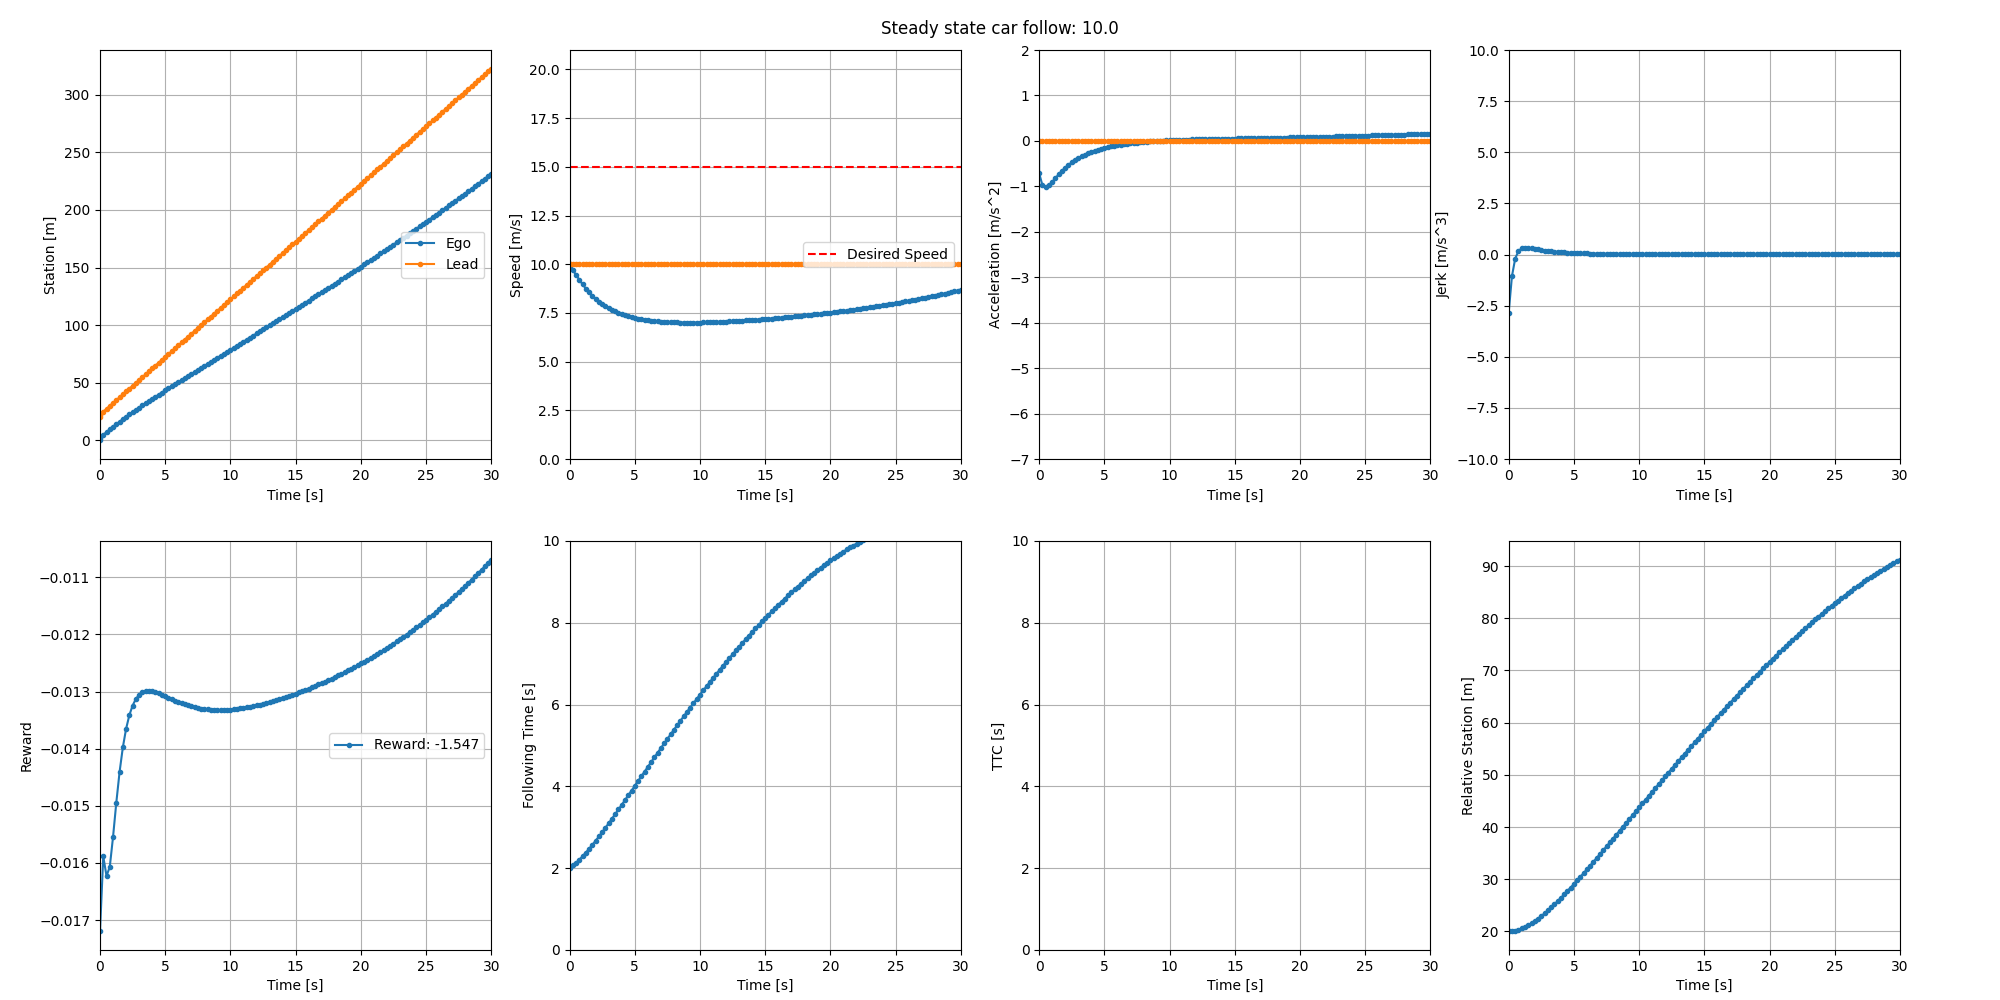 Steady state car follow: 10.0
Station [m]
300
250
200
150
100
50
0
Ego
Lead
0 5 10 15 20 25 30
Time [s]
Speed [m/s]
20.0
17.5
15.0
12.5
10.0
7.5
5.0
2.5
0.0
Desired Speed
0 5 10 15 20 25 30
Time [s]
Acceleration [m/s^2]
2
1
0
−1
−2
−3
−4
−5
−6
−7
0 5 10 15 20 25 30
Time [s]
Jerk [m/s^3]
10.0
7.5
5.0
2.5
0.0
−2.5
−5.0
−7.5
−10.0
0 5 10 15 20 25 30
Time [s]
Reward
−0.011
−0.012
−0.013
−0.014
−0.015
−0.016
−0.017
Reward: -1.547
0 5 10 15 20 25 30
Time [s]
Following Time [s]
10
8
6
4
2
0
0 5 10 15 20 25 30
Time [s]
TTC [s]
10
8
6
4
2
0
0 5 10 15 20 25 30
Time [s]
Relative Station [m]
90
80
70
60
50
40
30
20
0 5 10 15 20 25 30
Time [s]